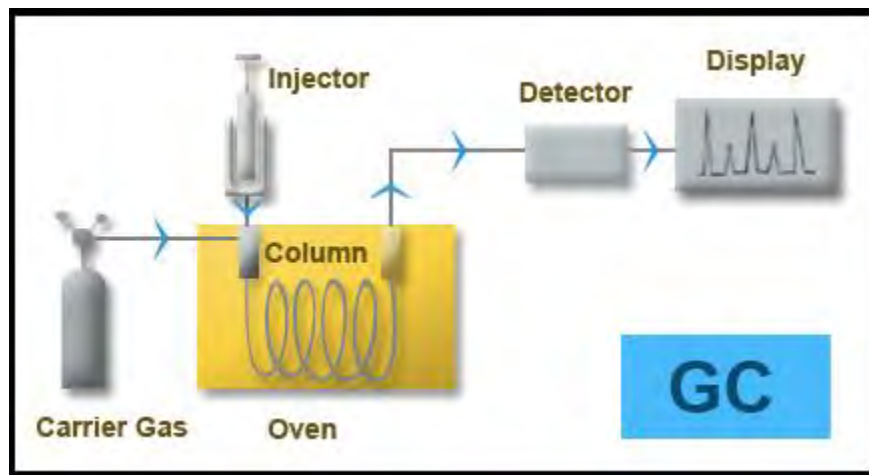 Injector
Detector
Display
Column
Carrier Gas
Oven
GC